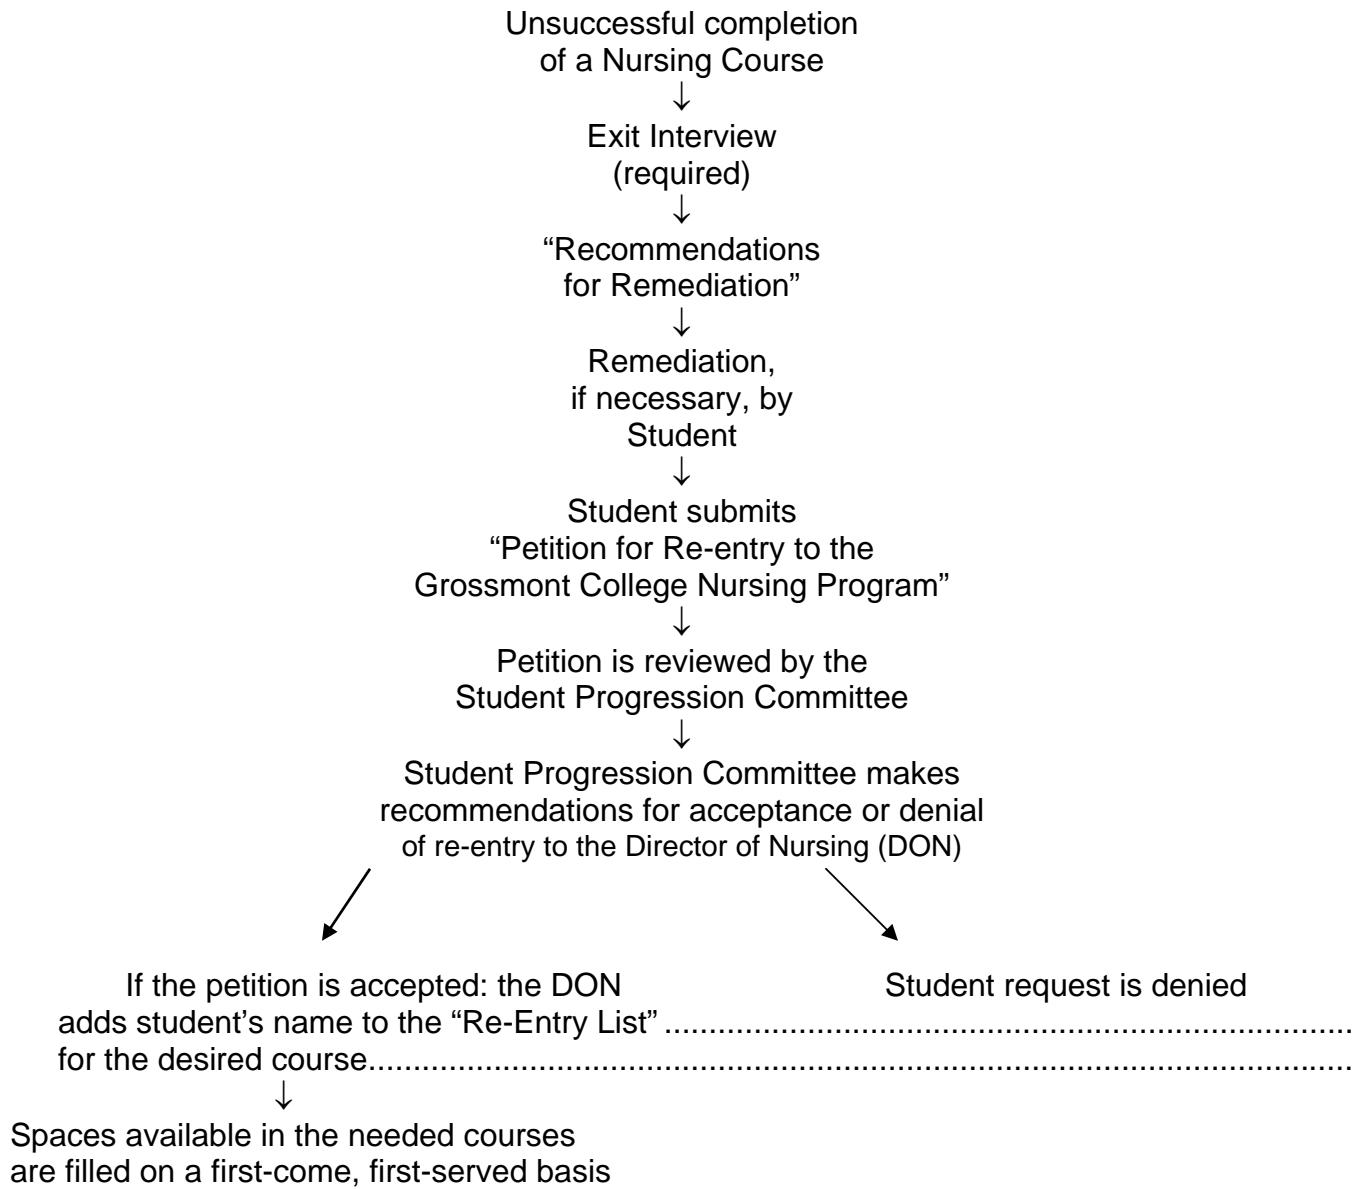 Unsuccessful completion
of a Nursing Course
↓
Exit Interview
(required)
↓
“Recommendations
for Remediation”
↓
Remediation,
if necessary, by
Student
↓
Student submits
“Petition for Re-entry to the
Grossmont College Nursing Program”
↓
Petition is reviewed by the
Student Progression Committee
↓
Student Progression Committee makes
recommendations for acceptance or denial
of re-entry to the Director of Nursing (DON)
If the petition is accepted: the DON
adds student’s name to the “Re-Entry List” ............................................................................
for the desired course.............................................................................................................
↓
Spaces available in the needed courses
are filled on a first-come, first-served basis
Student request is denied